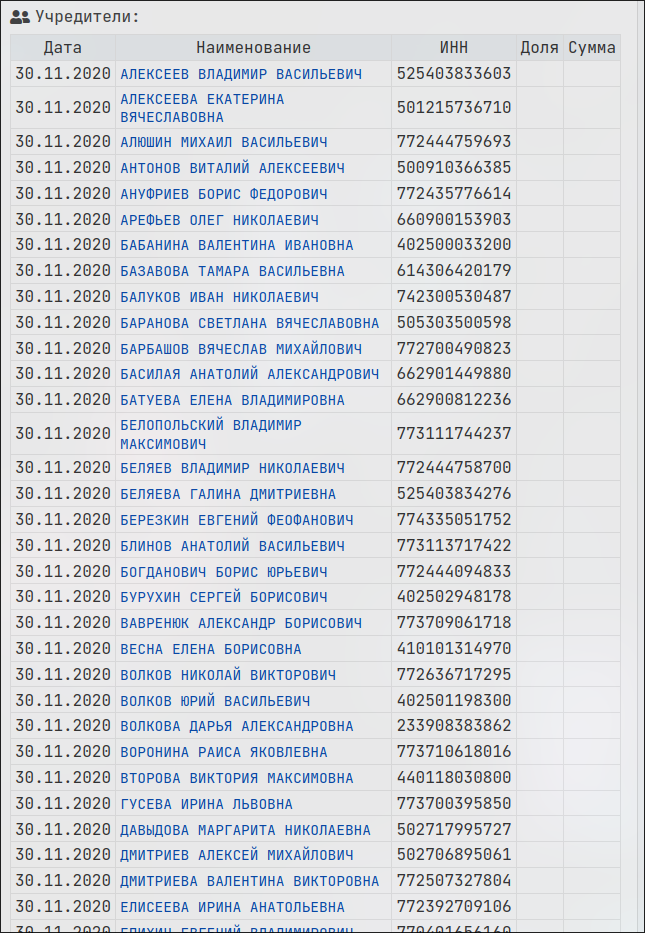 Учредители:
Дата Наименование ИНН Доля Сумма
30.11.2020 АЛЕКСЕЕВ ВЛАДИМИР ВАСИЛЬЕВИЧ 525403833603
30.11.2020 АЛЕКСЕЕВА ЕКАТЕРИНА
ВЯЧЕСЛАВОВНА 501215736710
30.11.2020 АЛЮШИН МИХАИЛ ВАСИЛЬЕВИЧ 772444759693
30.11.2020 АНТОНОВ ВИТАЛИЙ АЛЕКСЕЕВИЧ 500910366385
30.11.2020 АНУФРИЕВ БОРИС ФЕДОРОВИЧ 772435776614
30.11.2020 АРЕФЬЕВ ОЛЕГ НИКОЛАЕВИЧ 660900153903
30.11.2020 БАБАНИНА ВАЛЕНТИНА ИВАНОВНА 402500033200
30.11.2020 БАЗАВОВА ТАМАРА ВАСИЛЬЕВНА 614306420179
30.11.2020 БАЛУКОВ ИВАН НИКОЛАЕВИЧ 742300530487
30.11.2020 БАРАНОВА СВЕТЛАНА ВЯЧЕСЛАВОВНА 505303500598
30.11.2020 БАРБАШОВ ВЯЧЕСЛАВ МИХАЙЛОВИЧ 772700490823
30.11.2020 БАСИЛАЯ АНАТОЛИЙ АЛЕКСАНДРОВИЧ 662901449880
30.11.2020 БАТУЕВА ЕЛЕНА ВЛАДИМИРОВНА 662900812236
30.11.2020 БЕЛОПОЛЬСКИЙ ВЛАДИМИР
МАКСИМОВИЧ 773111744237
30.11.2020 БЕЛЯЕВ ВЛАДИМИР НИКОЛАЕВИЧ 772444758700
30.11.2020 БЕЛЯЕВА ГАЛИНА ДМИТРИЕВНА 525403834276
30.11.2020 БЕРЕЗКИН ЕВГЕНИЙ ФЕОФАНОВИЧ 774335051752
30.11.2020 БЛИНОВ АНАТОЛИЙ ВАСИЛЬЕВИЧ 773113717422
30.11.2020 БОГДАНОВИЧ БОРИС ЮРЬЕВИЧ 772444094833
30.11.2020 БУРУХИН СЕРГЕЙ БОРИСОВИЧ 402502948178
30.11.2020 ВАВРЕНЮК АЛЕКСАНДР БОРИСОВИЧ 773709061718
30.11.2020 ВЕСНА ЕЛЕНА БОРИСОВНА 410101314970
30.11.2020 ВОЛКОВ НИКОЛАЙ ВИКТОРОВИЧ 772636717295
30.11.2020 ВОЛКОВ ЮРИЙ ВАСИЛЬЕВИЧ 402501198300
30.11.2020 ВОЛКОВА ДАРЬЯ АЛЕКСАНДРОВНА 233908383862
30.11.2020 ВОРОНИНА РАИСА ЯКОВЛЕВНА 773710618016
30.11.2020 ВТОРОВА ВИКТОРИЯ МАКСИМОВНА 440118030800
30.11.2020 ГУСЕВА ИРИНА ЛЬВОВНА 773700395850
30.11.2020 ДАВЫДОВА МАРГАРИТА НИКОЛАЕВНА 502717995727
30.11.2020 ДМИТРИЕВ АЛЕКСЕЙ МИХАЙЛОВИЧ 502706895061
30.11.2020 ДМИТРИЕВА ВАЛЕНТИНА ВИКТОРОВНА 772507327804
30.11.2020 ЕЛИСЕЕВА ИРИНА АНАТОЛЬЕВНА 772392709106
30.11.2020 ЕВГЕНИЙ ВЛАДИМИРОВИЧ